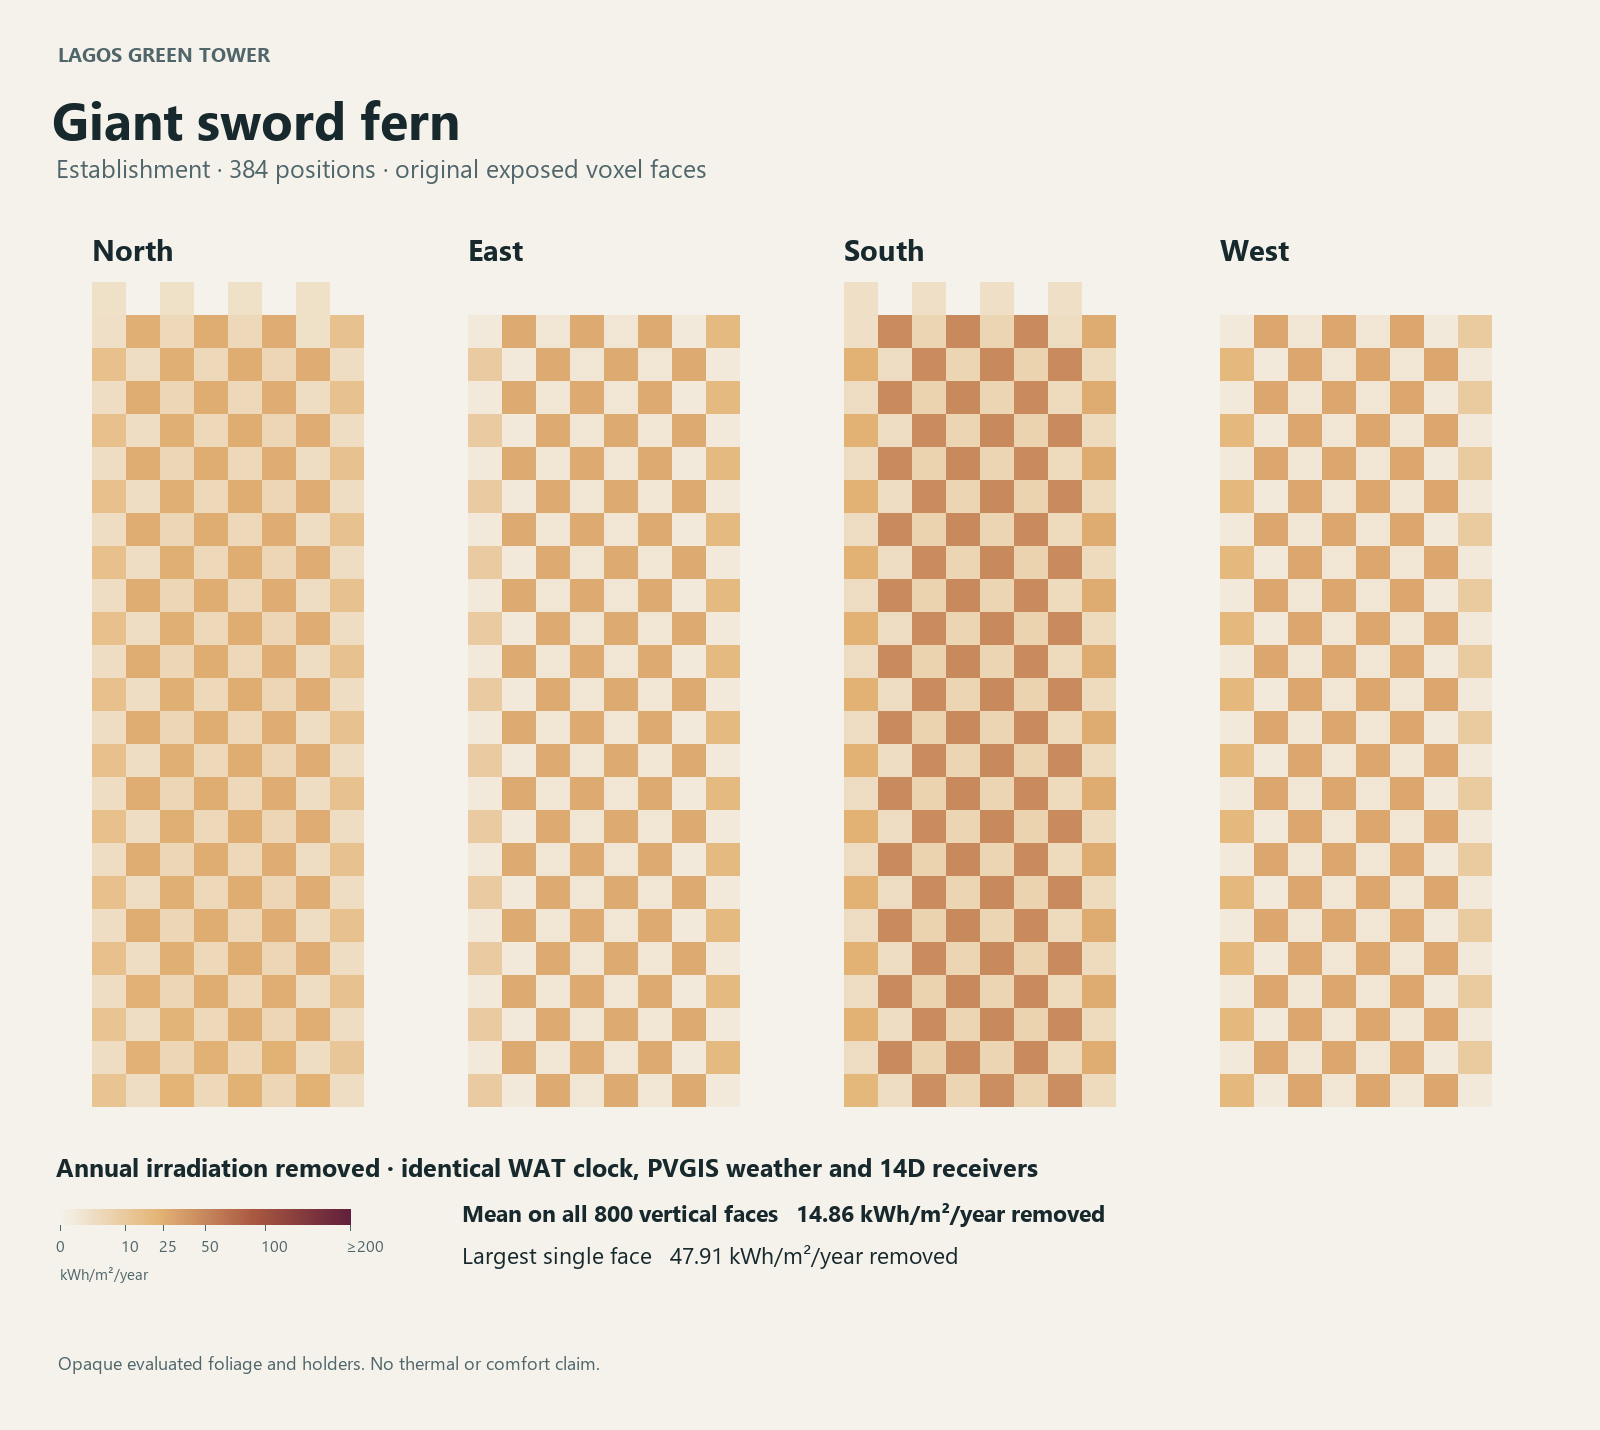 LAGOS GREEN TOWER
Giant sword fern
Establishment · 384 positions · original exposed voxel faces
North East South West
Annual irradiation removed · identical WAT clock, PVGIS weather and 14D receivers
Mean on all 800 vertical faces 14.86 kWh/m²/year removed
0 10 25 50 100 ≥200
Largest single face 47.91 kWh/m²/year removed
kWh/m²/year
Opaque evaluated foliage and holders. No thermal or comfort claim.